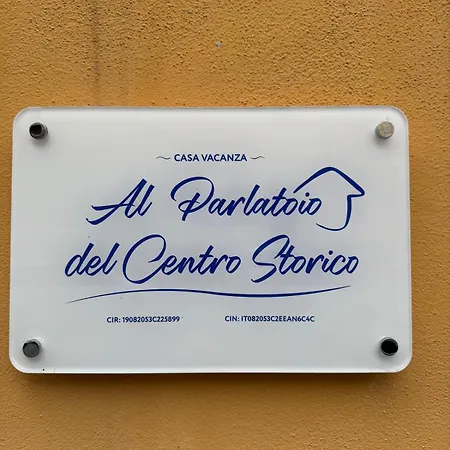 ~ CASA VACANZA ~
Al Parlatoio
del Centro Storico
CIR: 19082053C225899 CIN: IT082053C2EEAN6C4C